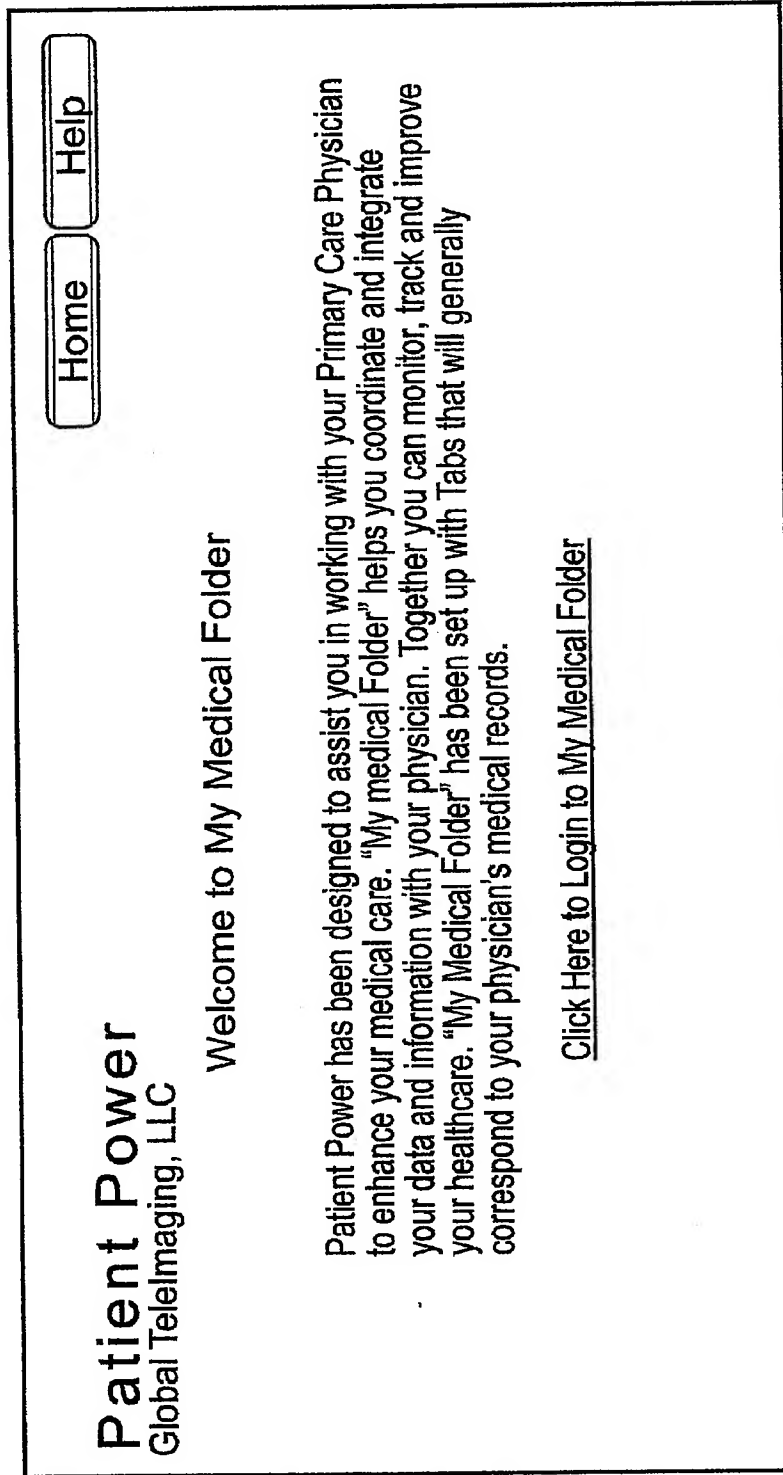 Patient Power
Global TeleImaging, LLC
Home
Help
Welcome to My Medical Folder
Patient Power has been designed to assist you in working with your Primary Care Physician
to enhance your medical care. “My medical Folder” helps you coordinate and integrate
your data and information with your physician. Together you can monitor, track and improve
your healthcare. “My Medical Folder” has been set up with Tabs that will generally
correspond to your physician's medical records.
Click Here to Login to My Medical Folder